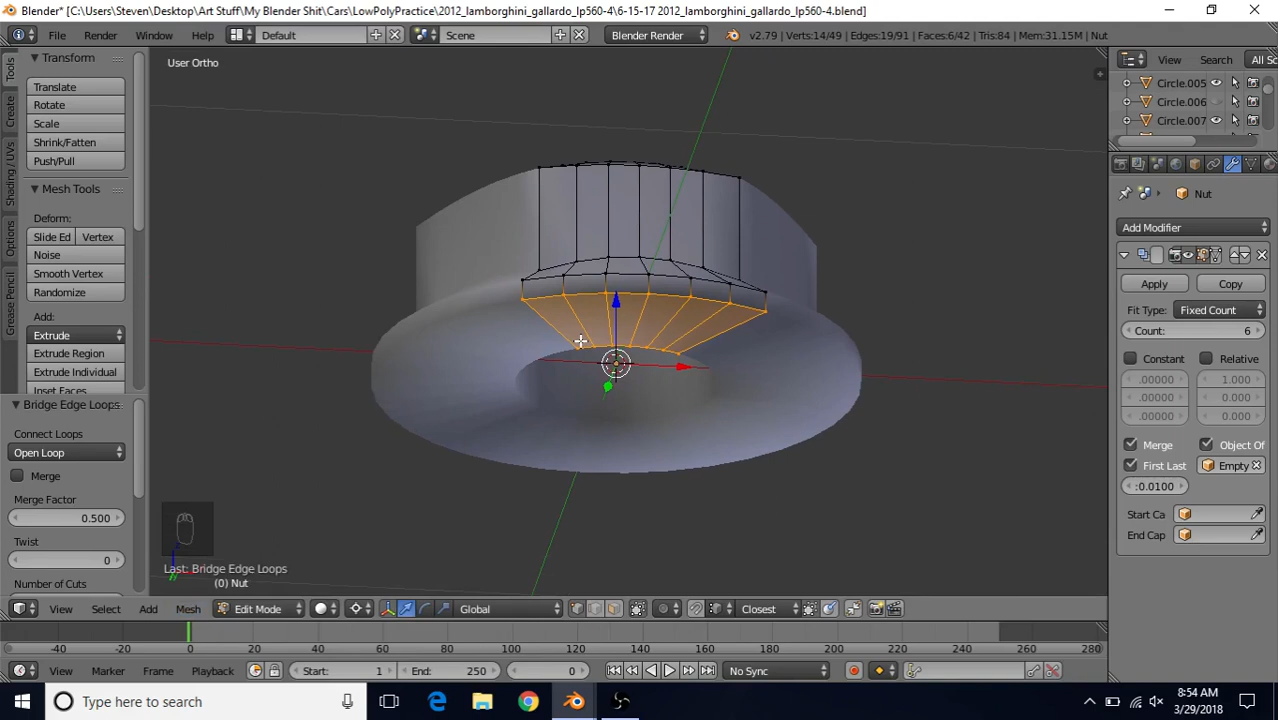 Blender* [C:\Users\Steven\Desktop\Art Stuff\My Blender Shit\Cars\LowPolyPractice\2012_lamborghini_gallardo_lp560-4\6-15-17 2012_lamborghini_gallardo_lp560-4.blend]
File Render Window Help Default Scene Blender Render v2.79 | Verts:14/49 | Edges:19/91 | Faces:6/42 | Tris:84 | Mem:31.15M | Nut
Tools
Create
Shading / UVs
Options
Grease Pencil
Transform
Translate
Rotate
Scale
Shrink/Fatten
Push/Pull
Mesh Tools
Deform:
Slide Ed Vertex
Noise
Smooth Vertex
Randomize
Add:
Extrude
Extrude Region
Extrude Individual
Inset Faces
Bridge Edge Loops
Connect Loops
Open Loop
Merge
Merge Factor
0.500
Twist
0
Number of Cuts
User Ortho
Last: Bridge Edge Loops
(0) Nut
View Search All Sc
Circle.005
Circle.006
Circle.007
Nut
Add Modifier
Apply Copy
Fit Type: Fixed Count
Count: 6
Constant Relative
.00000 1.000
.00000 0.000
.00000 0.000
Merge Object Of
First Last Empty
:0.0100
Start Ca
End Cap
View Select Add Mesh Edit Mode Global Closest
-40 -20 0 20 40 60 80 100 120 140 160 180 200 220 240 260 280
View Marker Frame Playback Start: 1 End: 250 0 No Sync
Type here to search
8:54 AM
3/29/2018